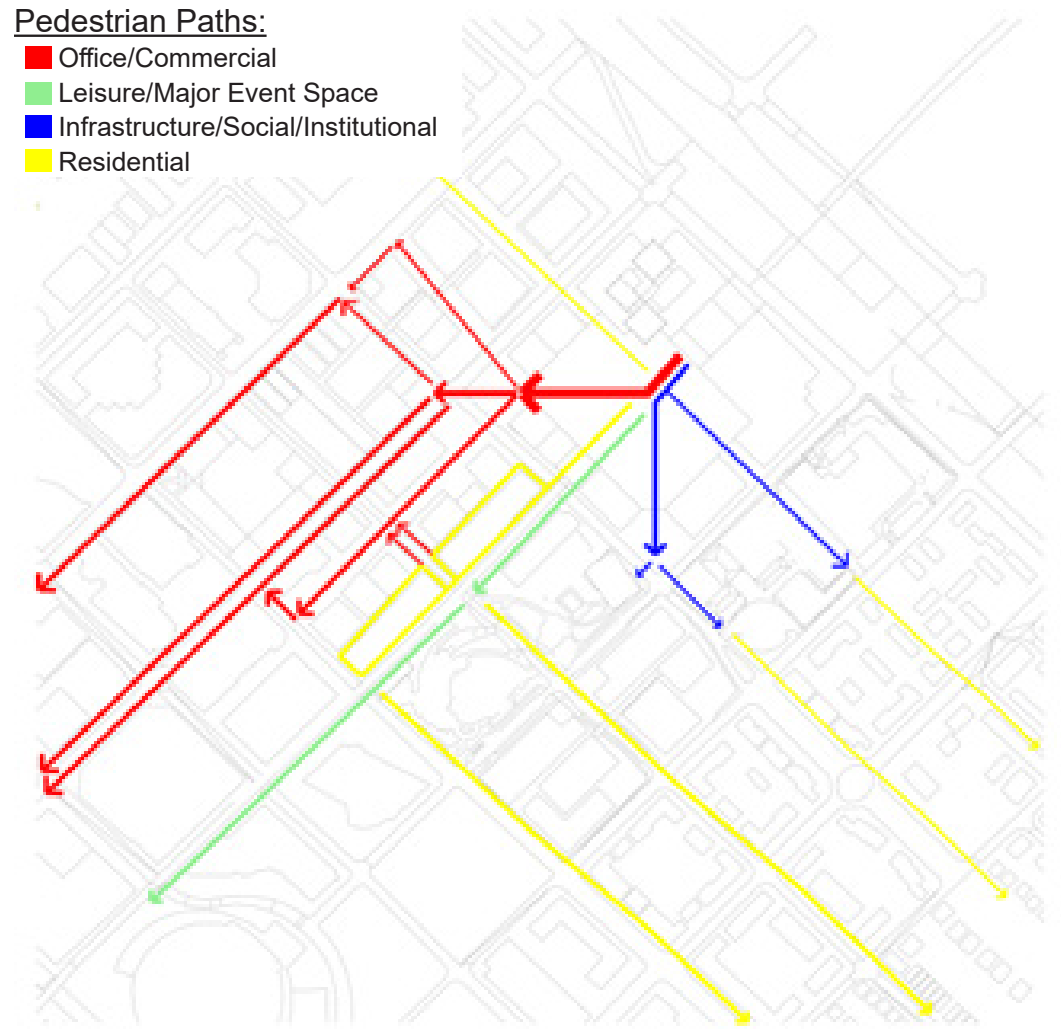 Pedestrian Paths:
Office/Commercial
Leisure/Major Event Space
Infrastructure/Social/Institutional
Residential